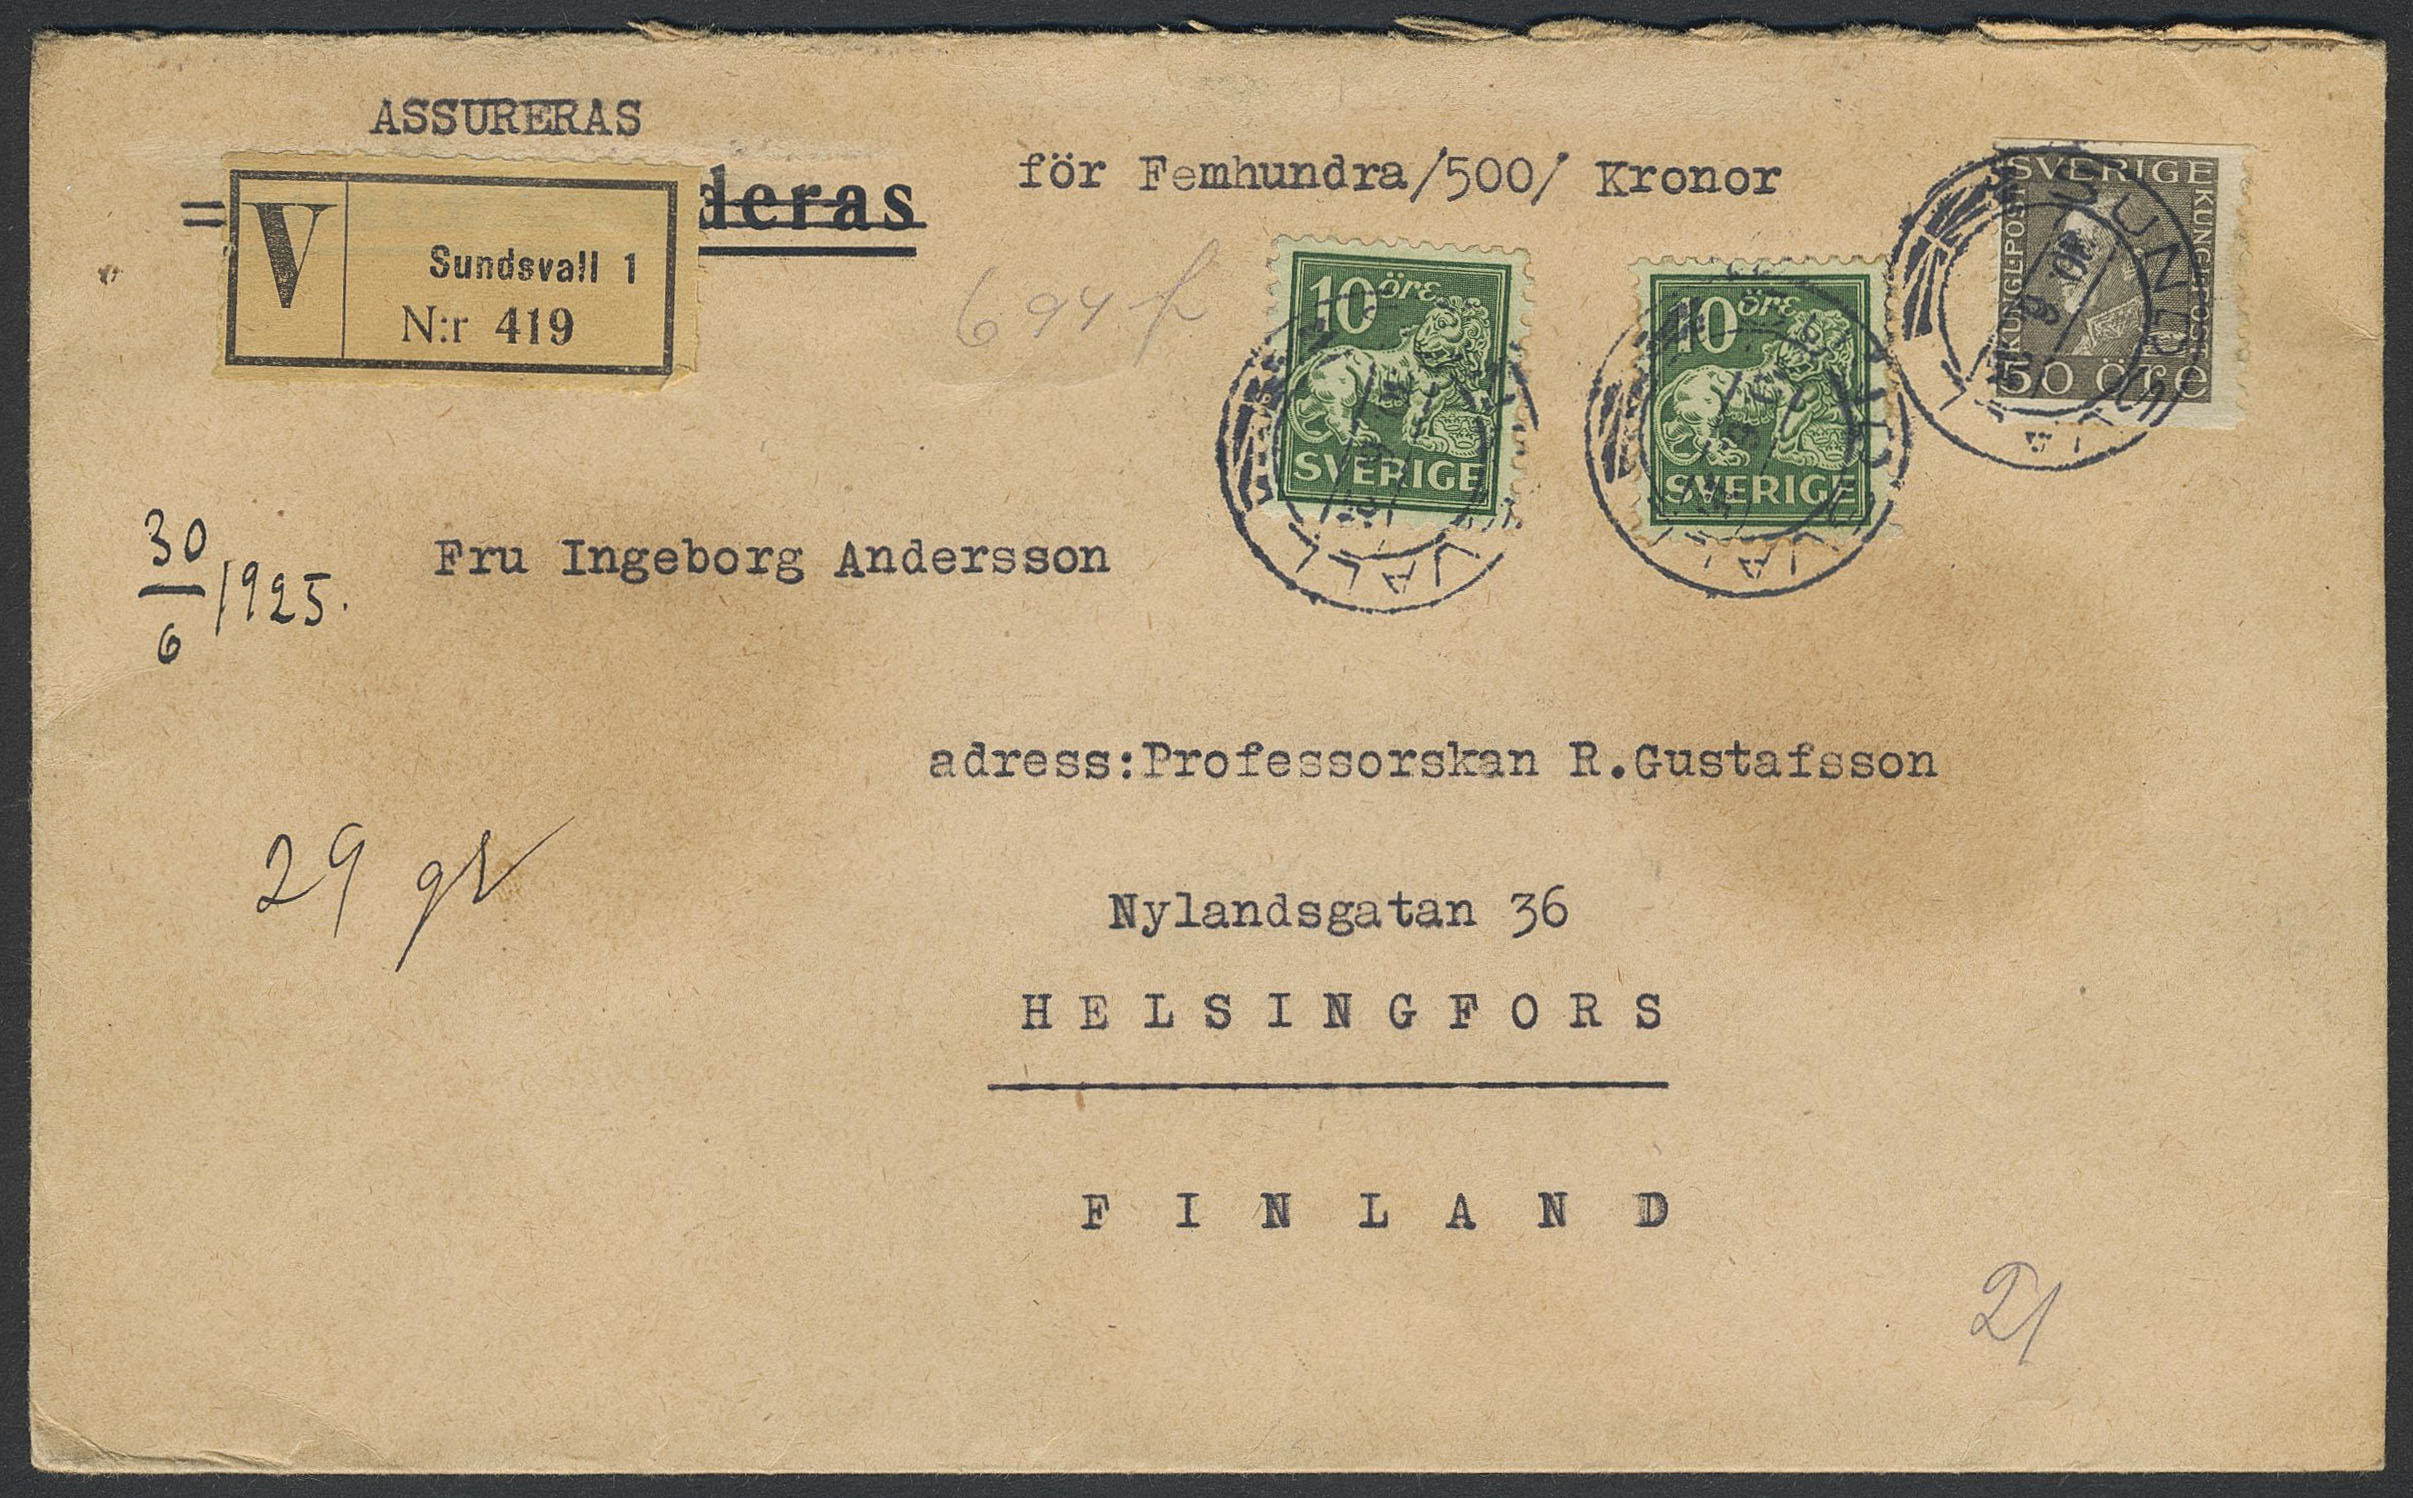 ASSURERAS
= deras
för Femhundra/500/ Kronor
V
Sundsvall 1
N:r 419
10 öre
SVERIGE
10 öre
SVERIGE
SVERIGE
KUNGL POST
KUNGL POST
50 öre
30/6 1925.
Fru Ingeborg Andersson
adress:Professorskan R.Gustafsson
29 gr
Nylandsgatan 36
HELSINGFORS
FINLAND
21